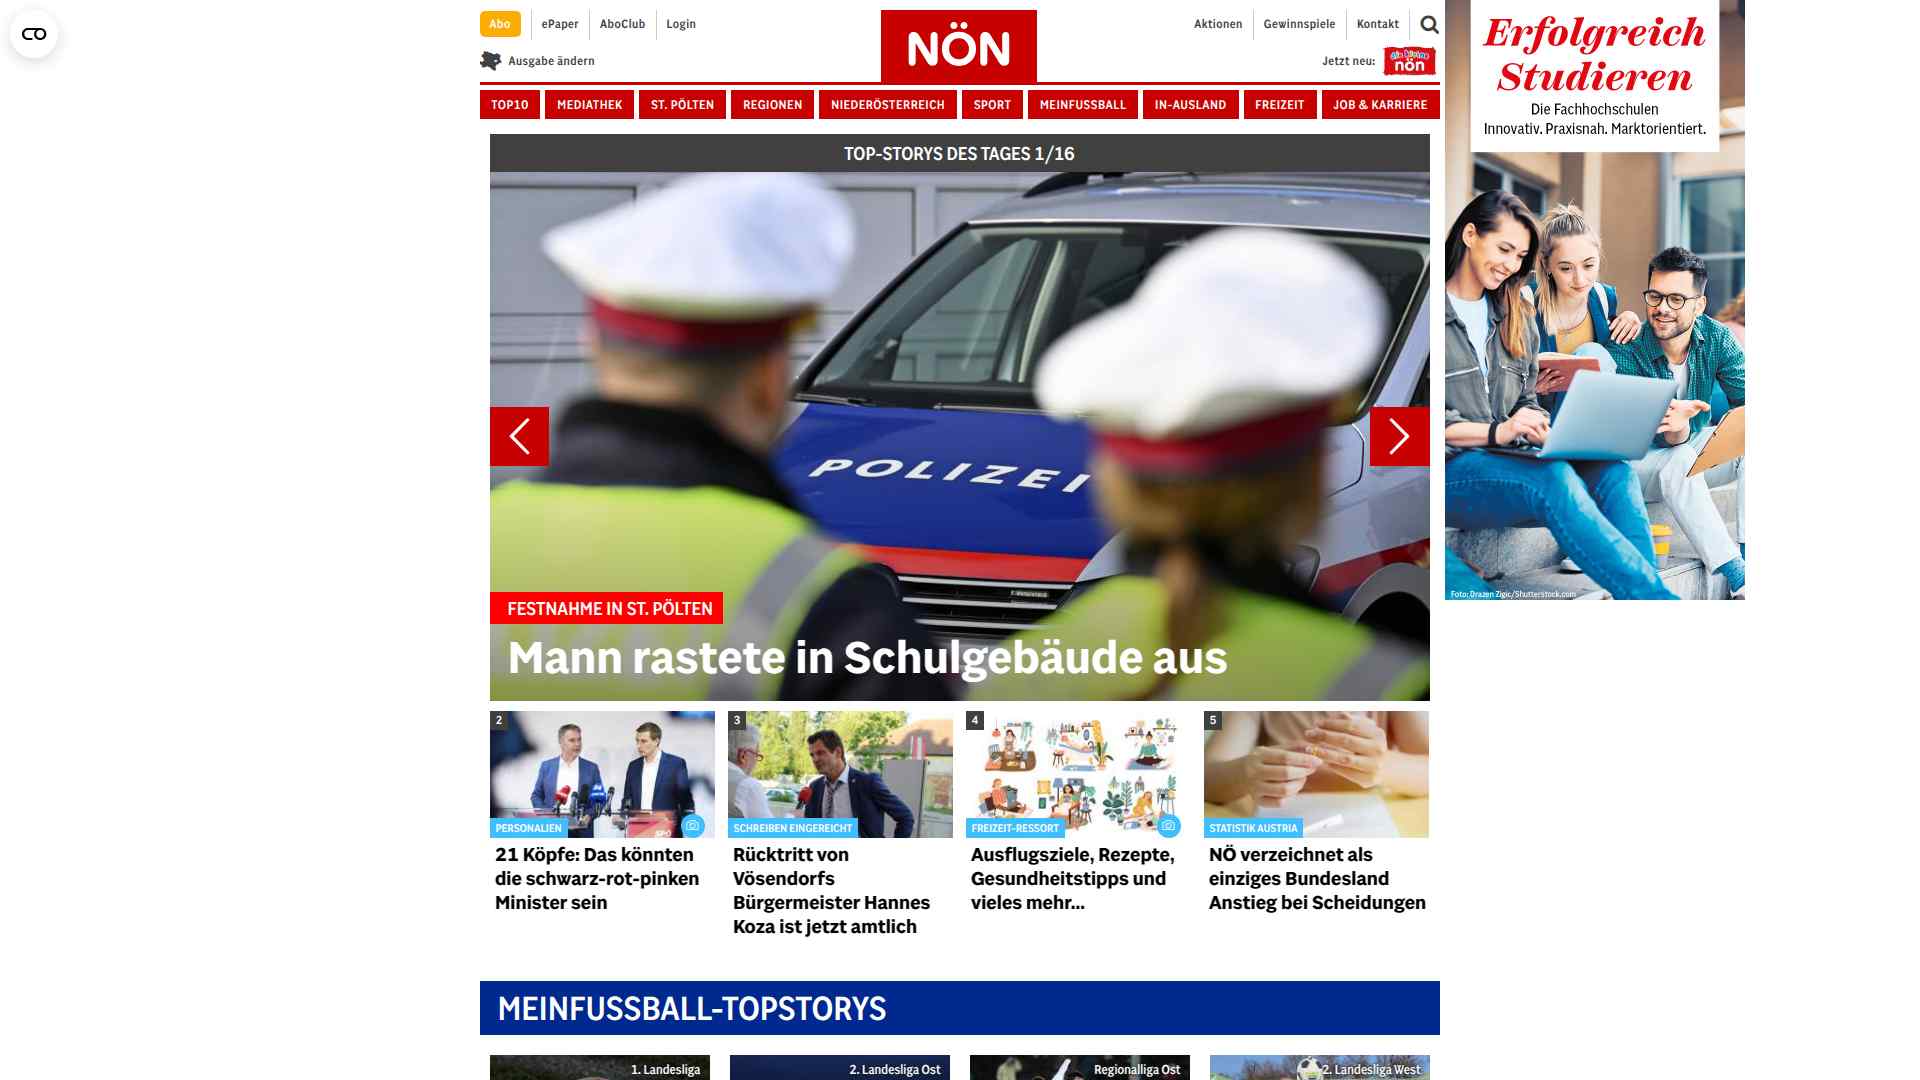 Abo
ePaper
AboClub
Login
NÖN
Aktionen
Gewinnspiele
Kontakt
Ausgabe ändern
Jetzt neu:
die kleine
nön
TOP10
MEDIATHEK
ST. PÖLTEN
REGIONEN
NIEDERÖSTERREICH
SPORT
MEINFUSSBALL
IN-AUSLAND
FREIZEIT
JOB & KARRIERE
TOP-STORYS DES TAGES 1/16
POLIZEI
FESTNAHME IN ST. PÖLTEN
Mann rastete in Schulgebäude aus
Erfolgreich
Studieren
Die Fachhochschulen
Innovativ. Praxisnah. Marktorientiert.
Foto: Drazen Zigic/Shutterstock.com
2
PERSONALIEN
21 Köpfe: Das könnten
die schwarz-rot-pinken
Minister sein
3
SCHREIBEN EINGEREICHT
Rücktritt von
Vösendorfs
Bürgermeister Hannes
Koza ist jetzt amtlich
4
FREIZEIT-RESSORT
Ausflugsziele, Rezepte,
Gesundheitstipps und
vieles mehr...
5
STATISTIK AUSTRIA
NÖ verzeichnet als
einziges Bundesland
Anstieg bei Scheidungen
MEINFUSSBALL-TOPSTORYS
1. Landesliga
2. Landesliga Ost
Regionalliga Ost
2. Landesliga West